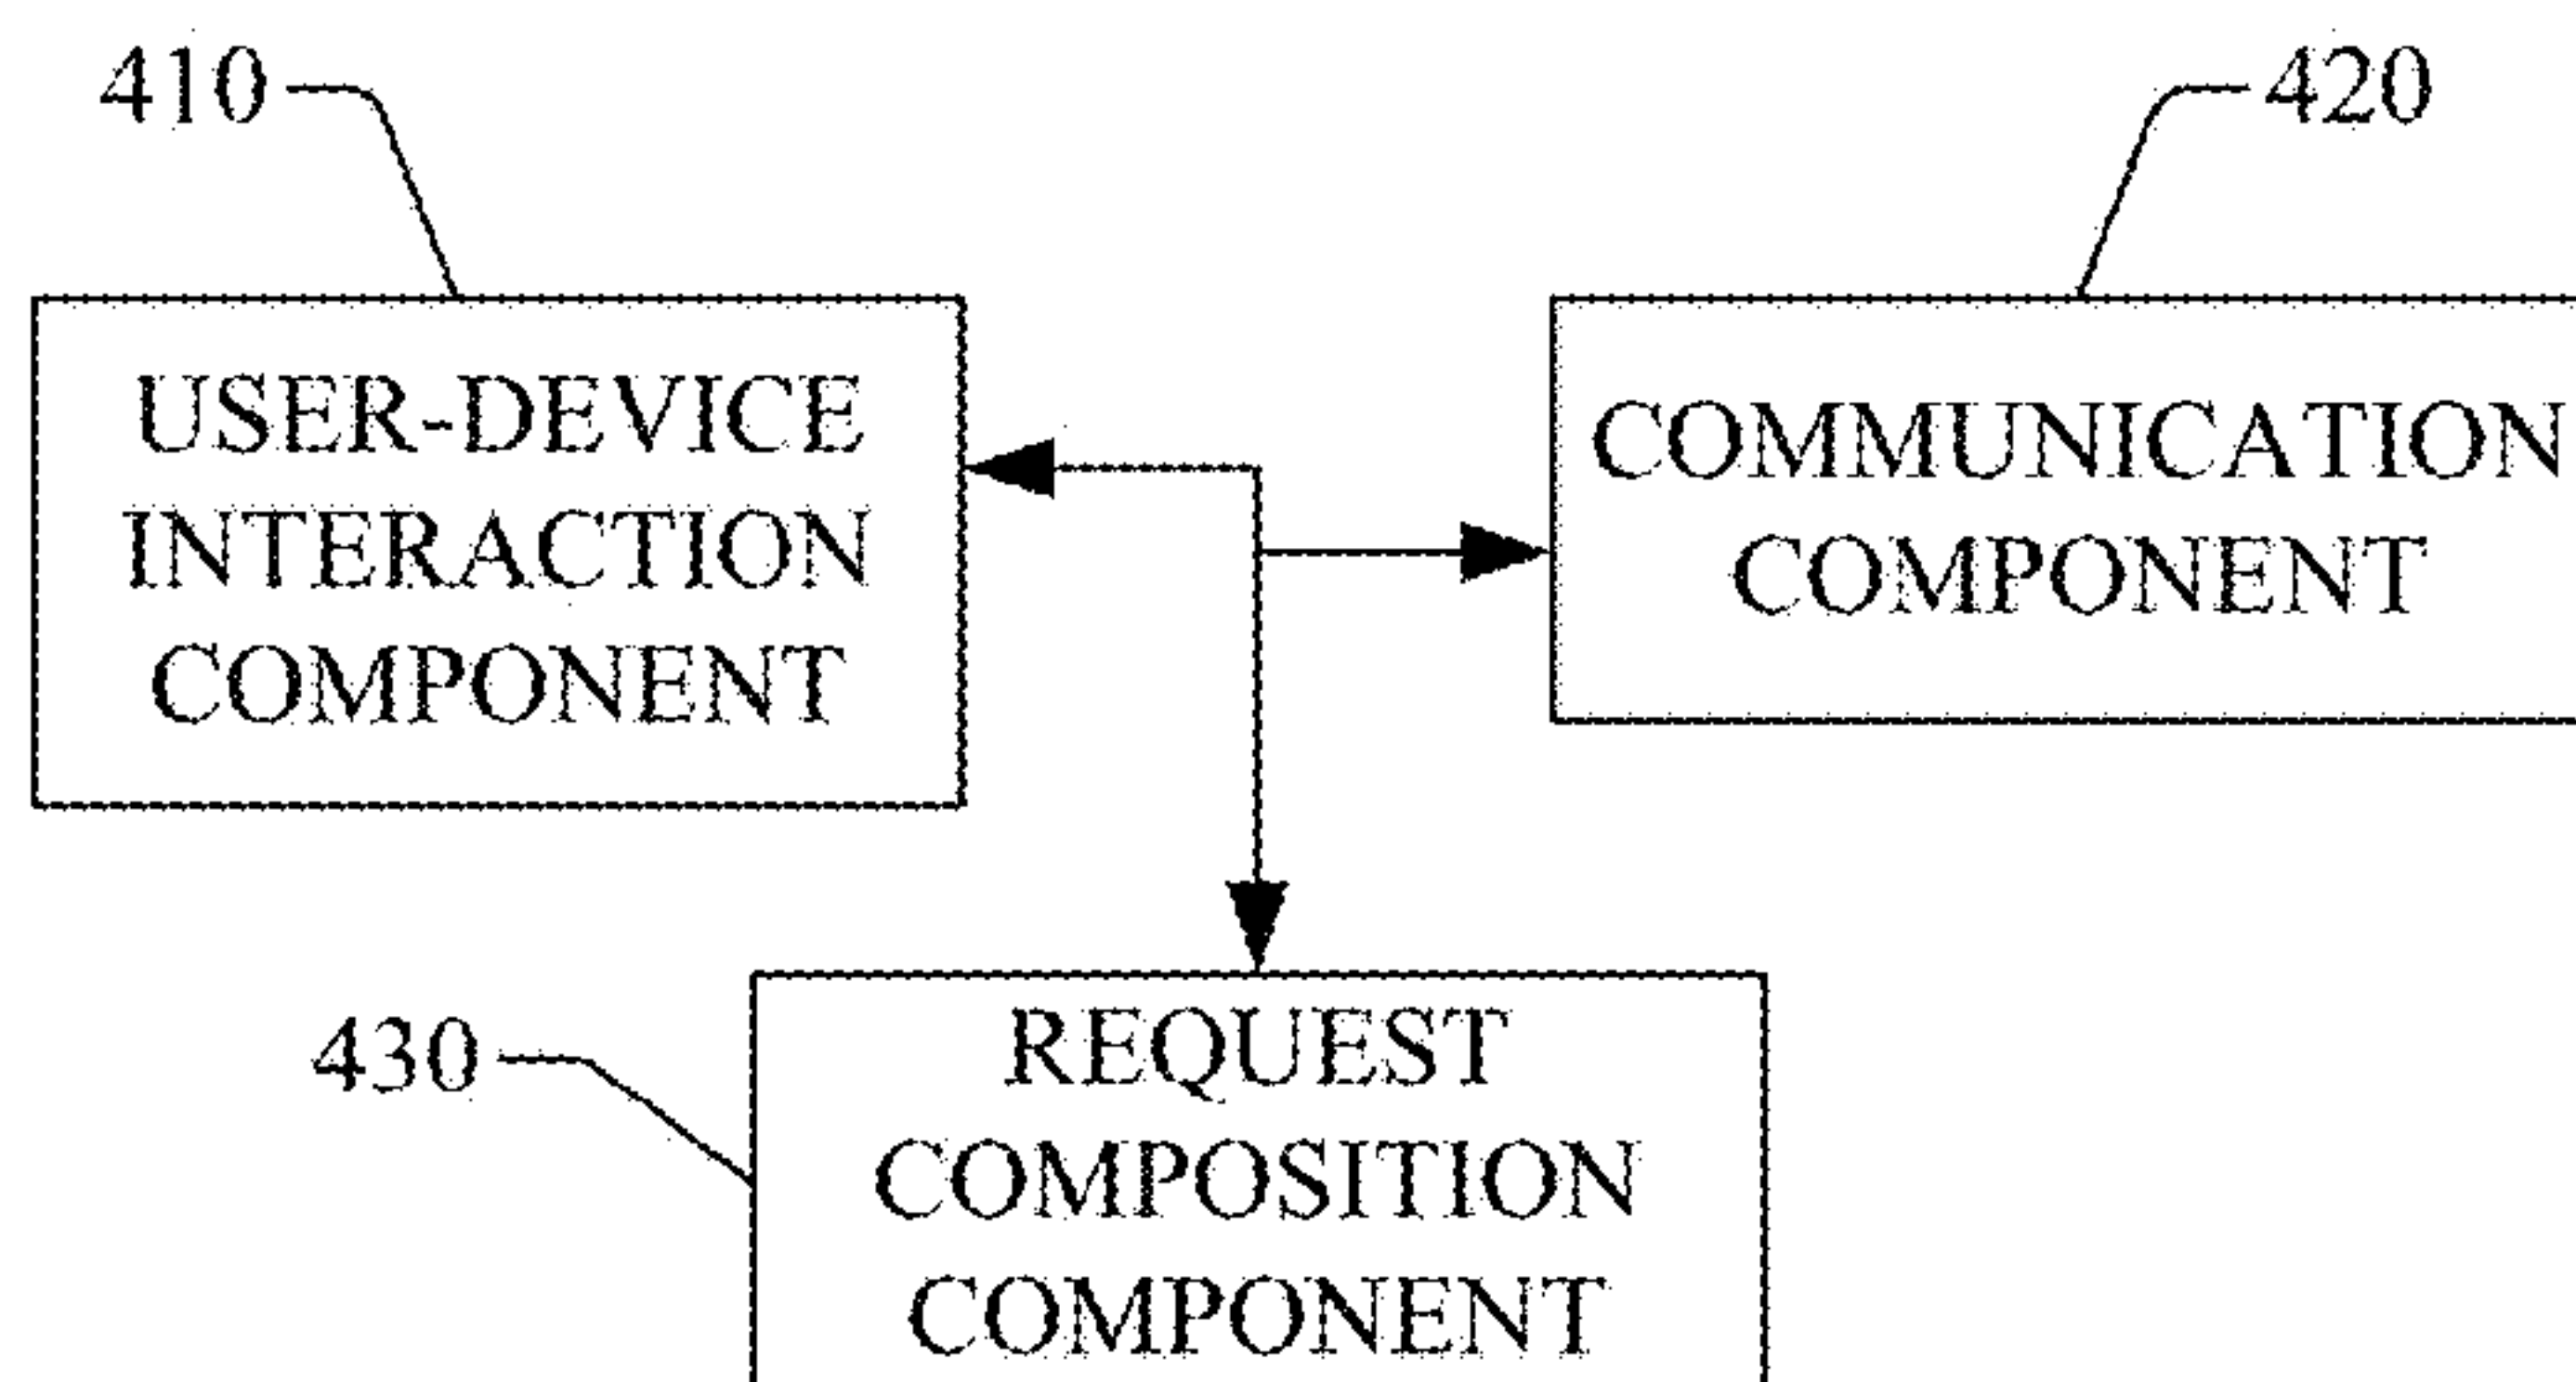 410
420
USER-DEVICE
INTERACTION
COMPONENT
COMMUNICATION
COMPONENT
430
REQUEST
COMPOSITION
COMPONENT